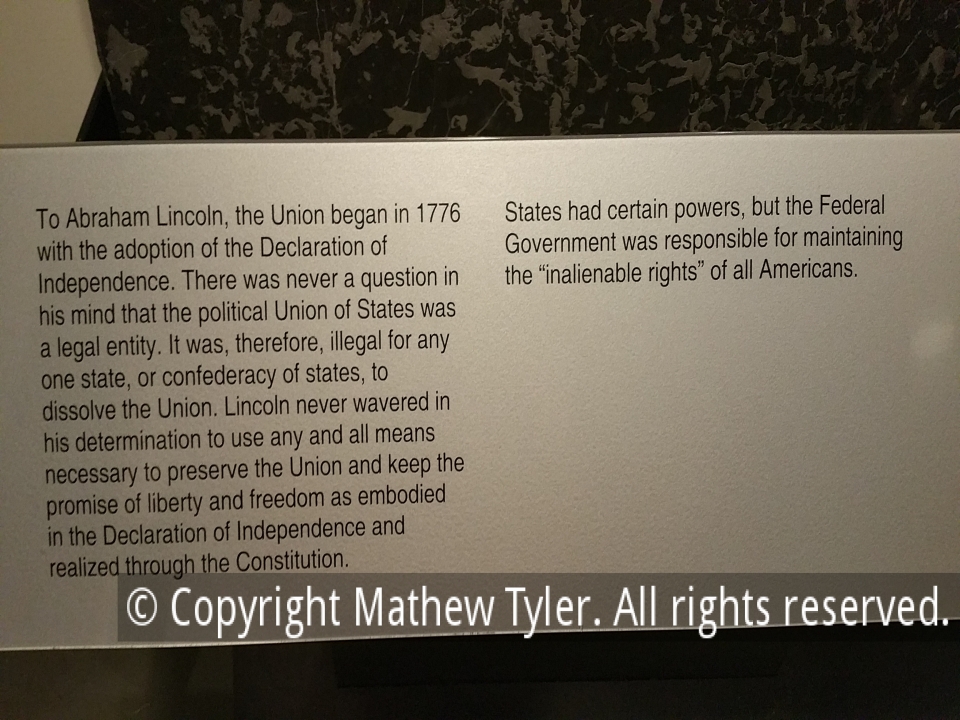 To Abraham Lincoln, the Union began in 1776
with the adoption of the Declaration of
Independence. There was never a question in
his mind that the political Union of States was
a legal entity. It was, therefore, illegal for any
one state, or confederacy of states, to
dissolve the Union. Lincoln never wavered in
his determination to use any and all means
necessary to preserve the Union and keep the
promise of liberty and freedom as embodied
in the Declaration of Independence and
realized through the Constitution.
States had certain powers, but the Federal
Government was responsible for maintaining
the “inalienable rights” of all Americans.
© Copyright Mathew Tyler. All rights reserved.